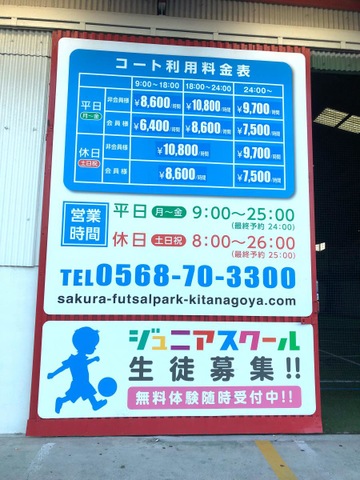 コート利用料金表
9:00〜18:00 18:00〜24:00 24:00〜
平日 月〜金 非会員様 ¥8,600/時間 ¥10,800/時間 ¥9,700/時間
会員様 ¥6,400/時間 ¥8,600/時間 ¥7,500/時間
休日 土日祝 非会員様 ¥10,800/時間 ¥9,700/時間
会員様 ¥8,600/時間 ¥7,500/時間
営業時間
平日 月〜金 9:00〜25:00
(最終予約 24:00)
休日 土日祝 8:00〜26:00
(最終予約 25:00)
TEL0568-70-3300
sakura-futsalpark-kitanagoya.com
ジュニアスクール
生徒募集!!
無料体験随時受付中!!